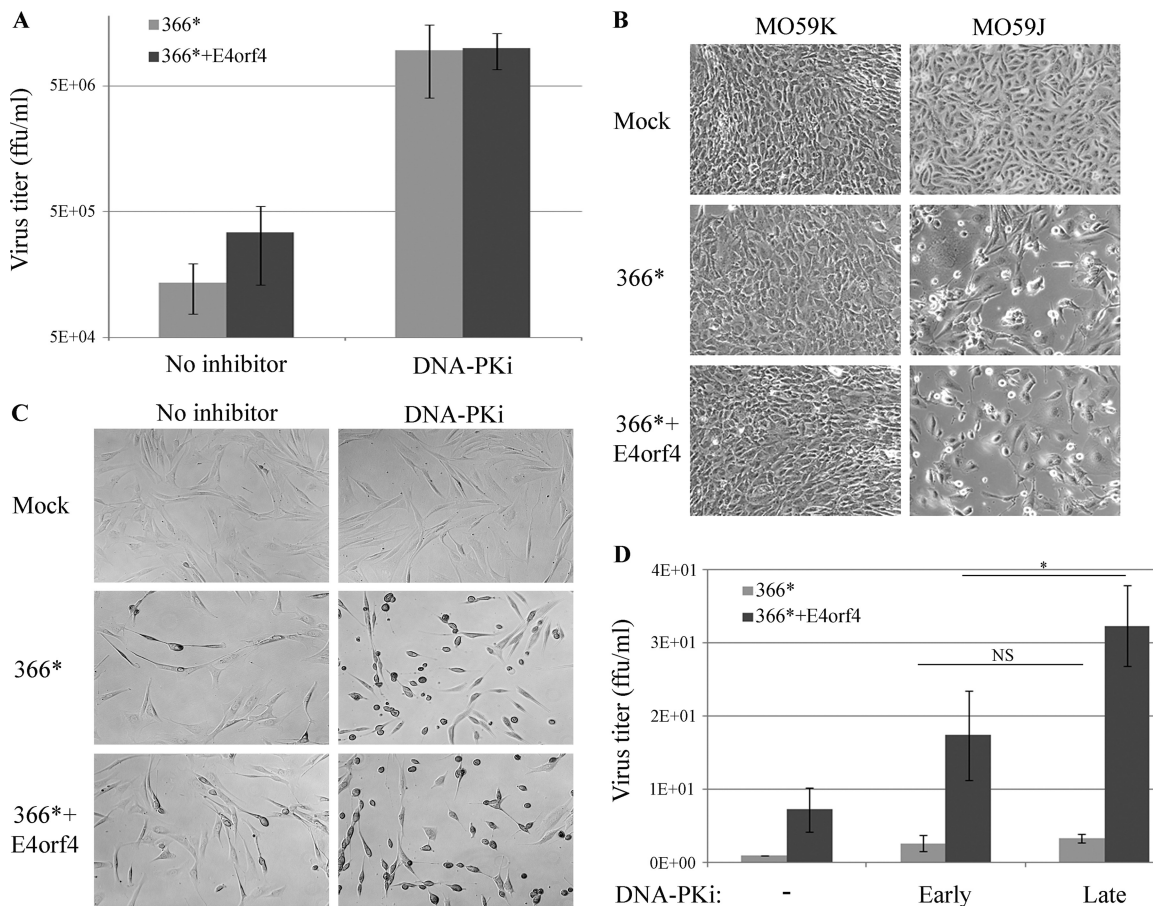 A
366*
366*+E4orf4
Virus titer (ffu/ml)
5E+06
5E+05
5E+04
No inhibitor
DNA-PKi
B
MO59K
MO59J
Mock
366*
366*+
E4orf4
C
No inhibitor
DNA-PKi
Mock
366*
366*+
E4orf4
D
366*
366*+E4orf4
Virus titer (ffu/ml)
4E+01
3E+01
2E+01
1E+01
0E+00
*
NS
DNA-PKi:
-
Early
Late